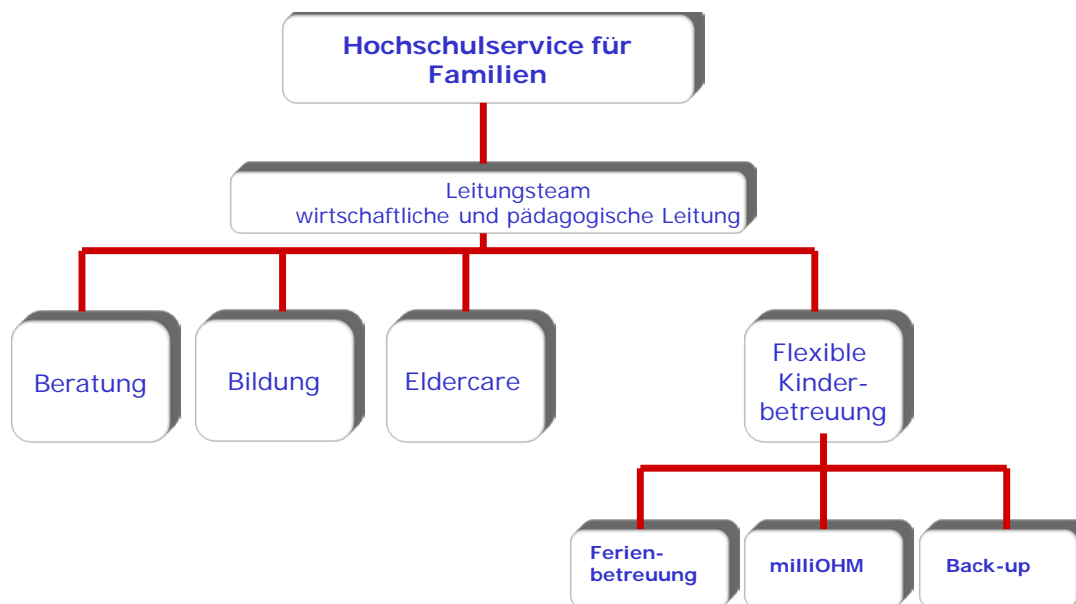 Hochschulservice für
Familien
Leitungsteam
wirtschaftliche und pädagogische Leitung
Beratung
Bildung
Eldercare
Flexible
Kinder-
betreuung
Ferien-
betreuung
milliOHM
Back-up